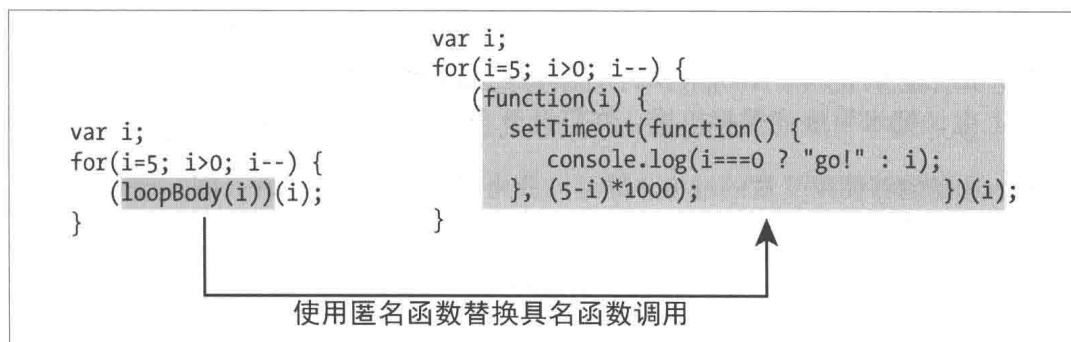 var i;
for(i=5; i>0; i--) {
(loopBody(i))(i);
}
var i;
for(i=5; i>0; i--) {
(function(i) {
setTimeout(function() {
console.log(i===0 ? "go!" : i);
}, (5-i)*1000); })(i);
}
使用匿名函数替换具名函数调用